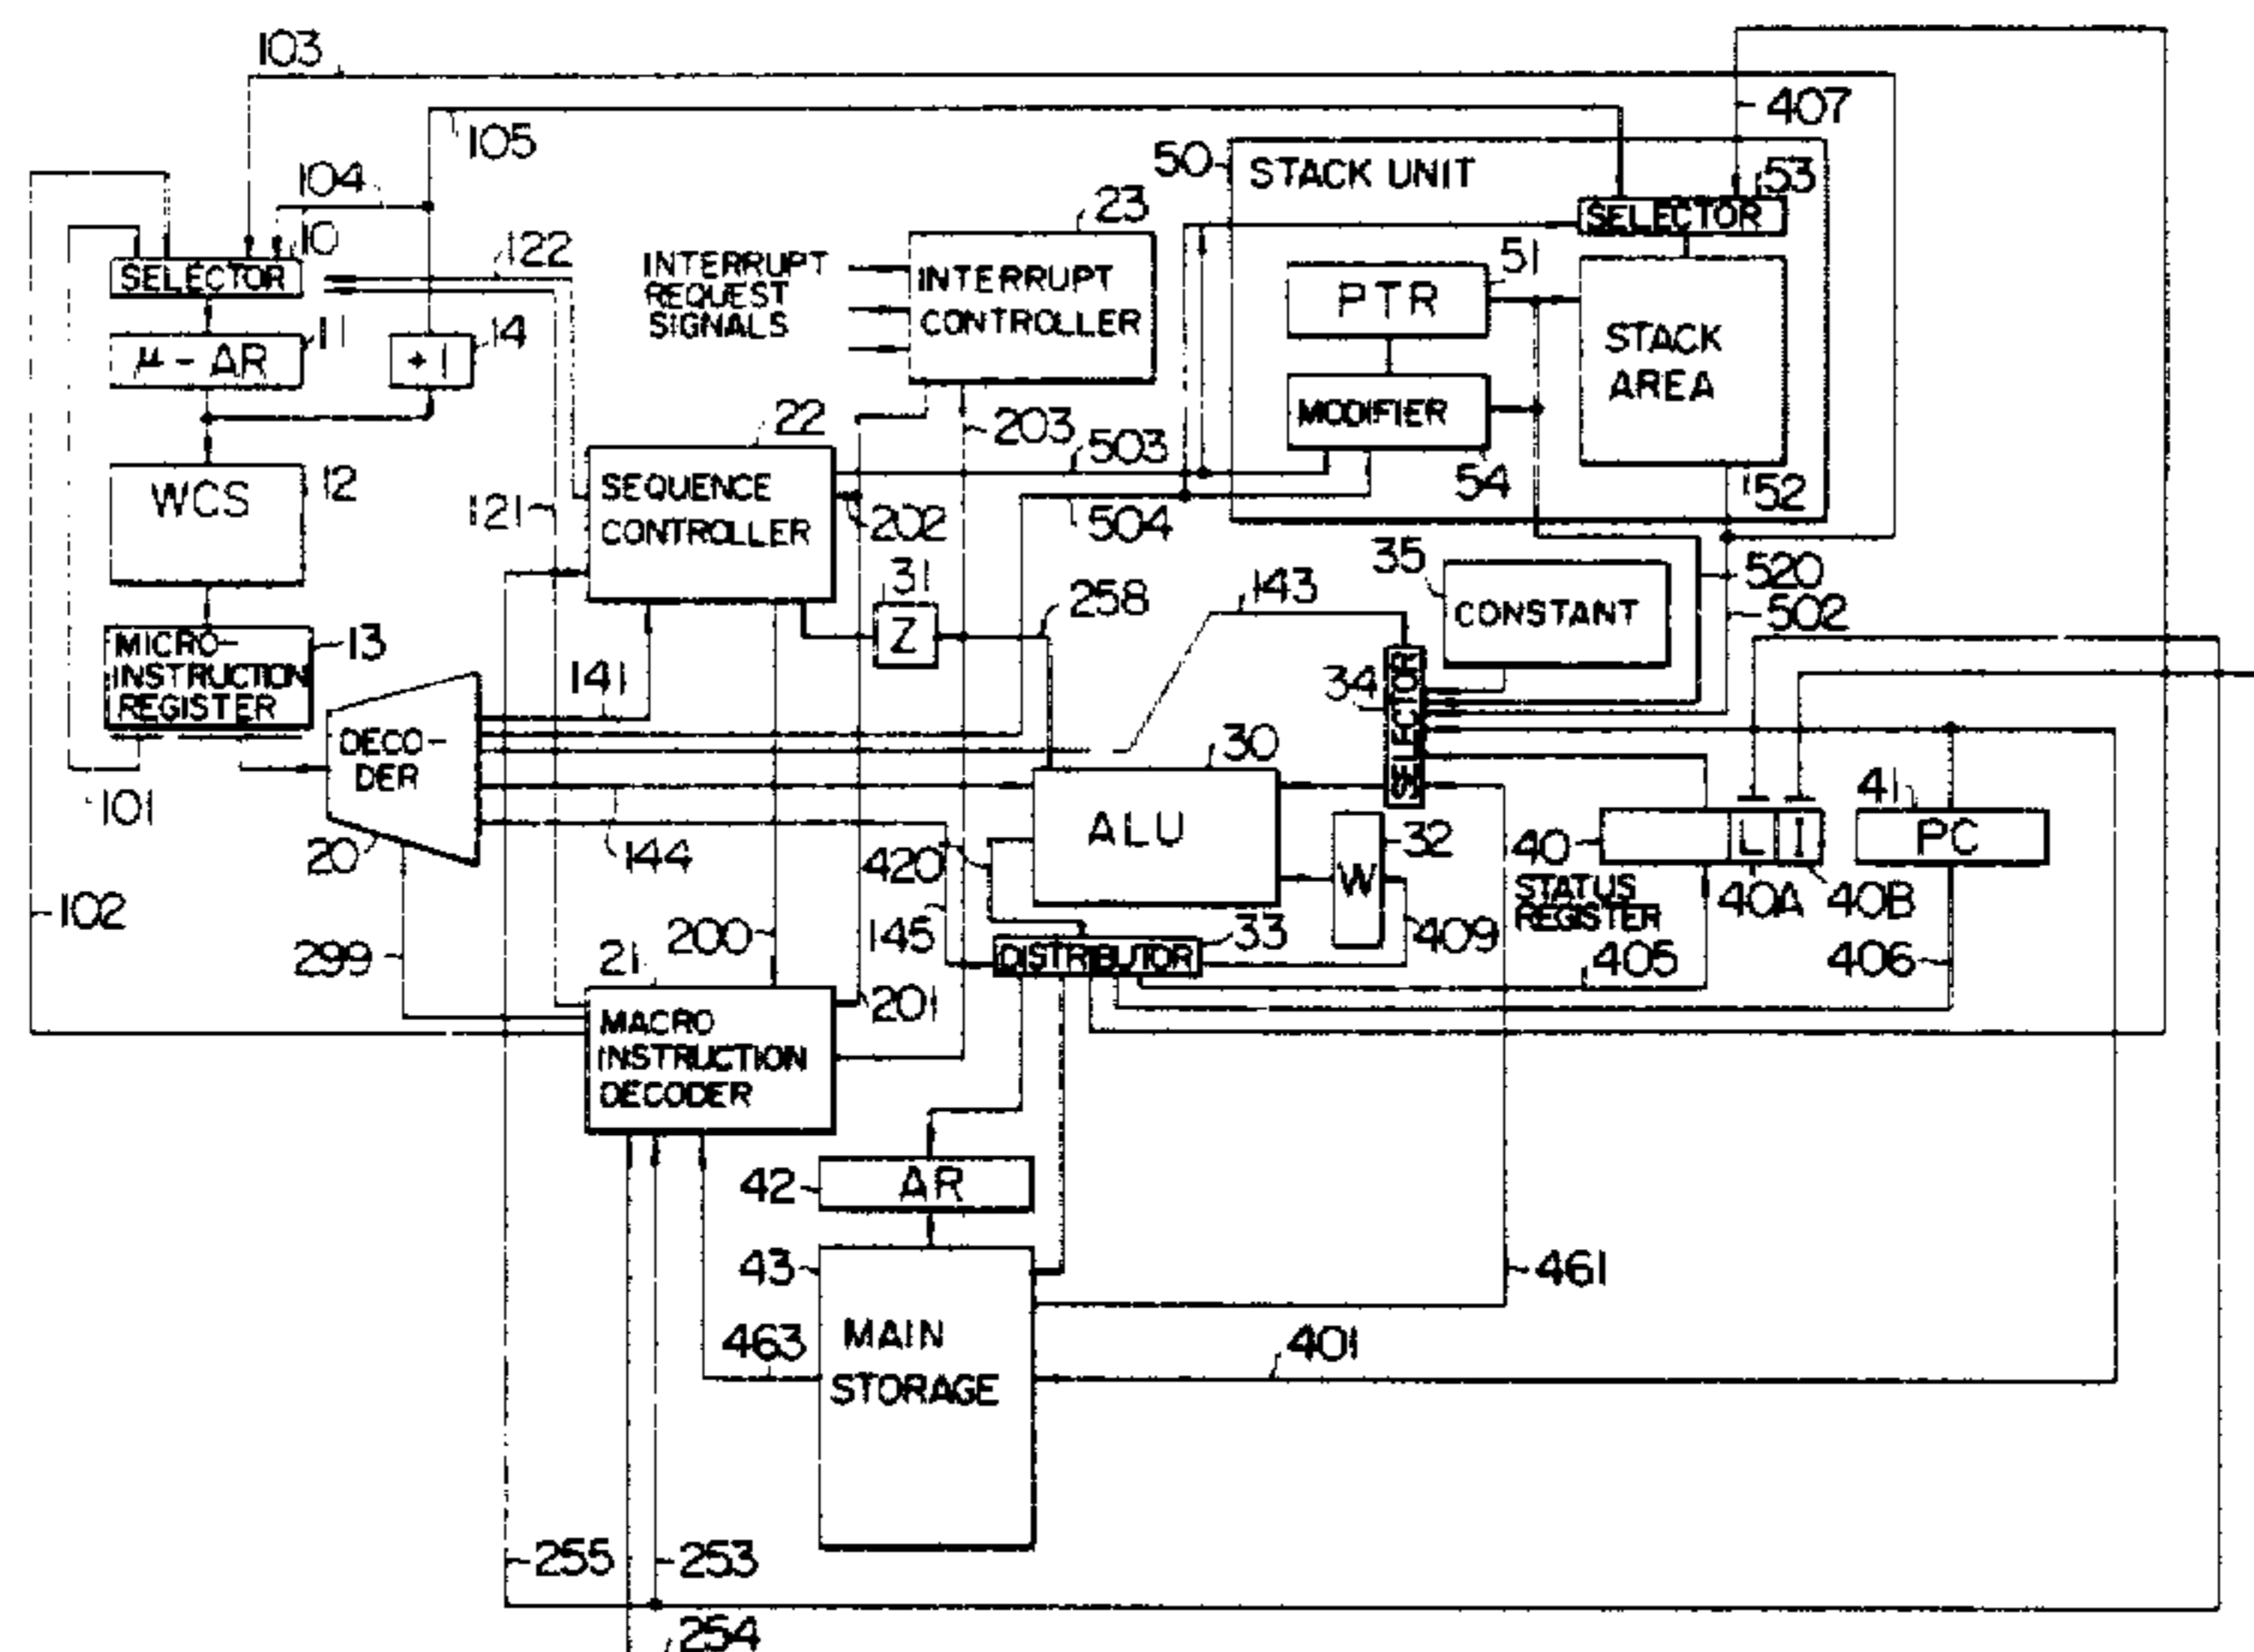 103
407
105
50
STACK UNIT
53
104
10
122
23
SELECTOR
SELECTOR
INTERRUPT
REQUEST
SIGNALS
INTERRUPT
CONTROLLER
51
PTR
11
14
μ-AR
+1
STACK
AREA
MODIFIER
22
203
503
54
12
WCS
52
SEQUENCE
CONTROLLER
121
202
504
31
258
143
35
CONSTANT
520
502
Z
MICRO-
INSTRUCTION
REGISTER
13
141
34
SELECTOR
DECO-
DER
30
101
41
ALU
20
144
420
32
W
40
L
I
PC
STATUS
REGISTER
40A
40B
102
299
21
200
145
33
409
DISTRIBUTOR
405
406
201
MACRO
INSTRUCTION
DECODER
42
AR
43
461
MAIN
STORAGE
463
401
255
253
254